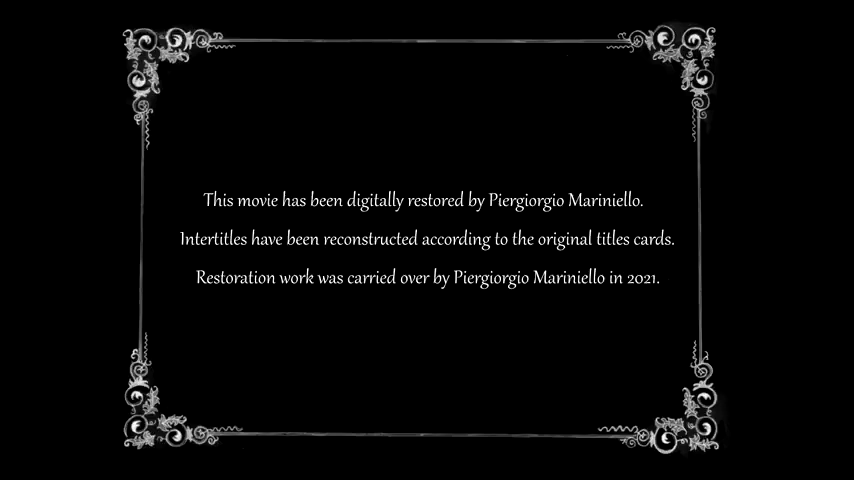 This movie has been digitally restored by Piergiorgio Mariniello.
Intertitles have been reconstructed according to the original titles cards.
Restoration work was carried over by Piergiorgio Mariniello in 2021.